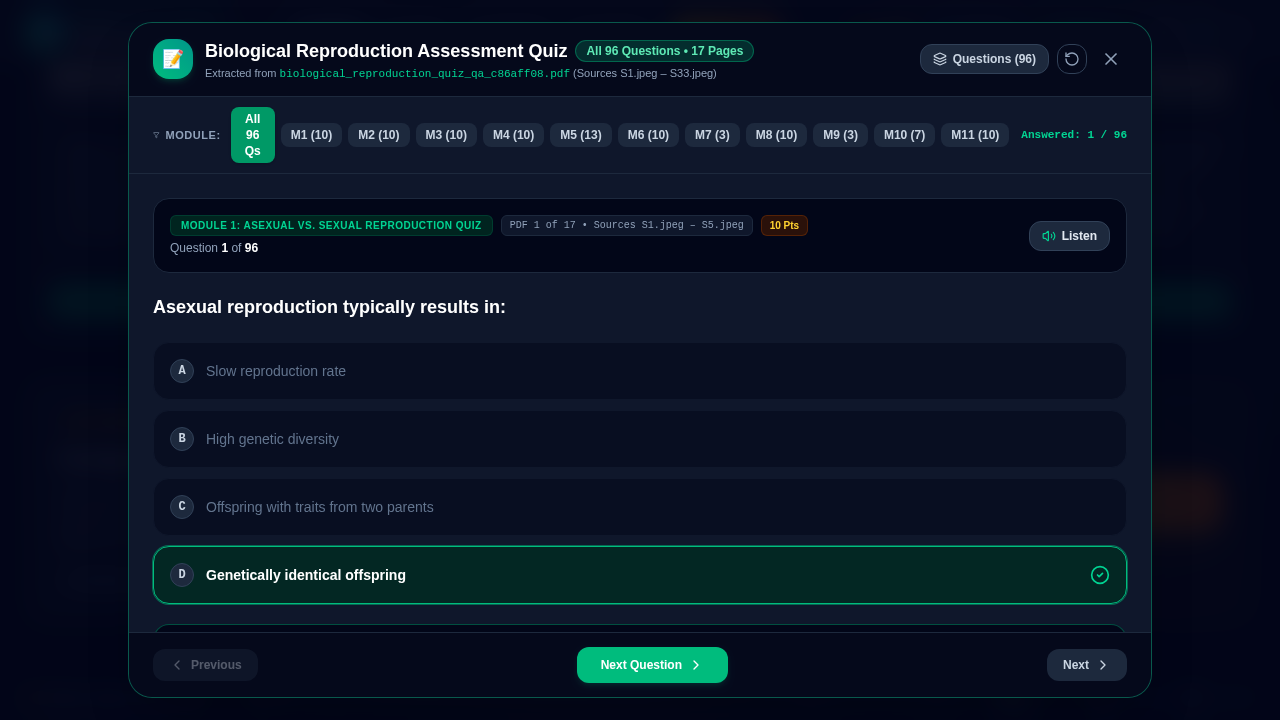 Biological Reproduction Assessment Quiz All 96 Questions • 17 Pages
Extracted from biological_reproduction_quiz_qa_c86aff08.pdf (Sources S1.jpeg – S33.jpeg)
Questions (96)
MODULE: All 96 Qs M1 (10) M2 (10) M3 (10) M4 (10) M5 (13) M6 (10) M7 (3) M8 (10) M9 (3) M10 (7) M11 (10) Answered: 1 / 96
MODULE 1: ASEXUAL VS. SEXUAL REPRODUCTION QUIZ PDF 1 of 17 • Sources S1.jpeg – S5.jpeg 10 Pts
Question 1 of 96
Listen
Asexual reproduction typically results in:
A Slow reproduction rate
B High genetic diversity
C Offspring with traits from two parents
D Genetically identical offspring
Previous Next Question Next